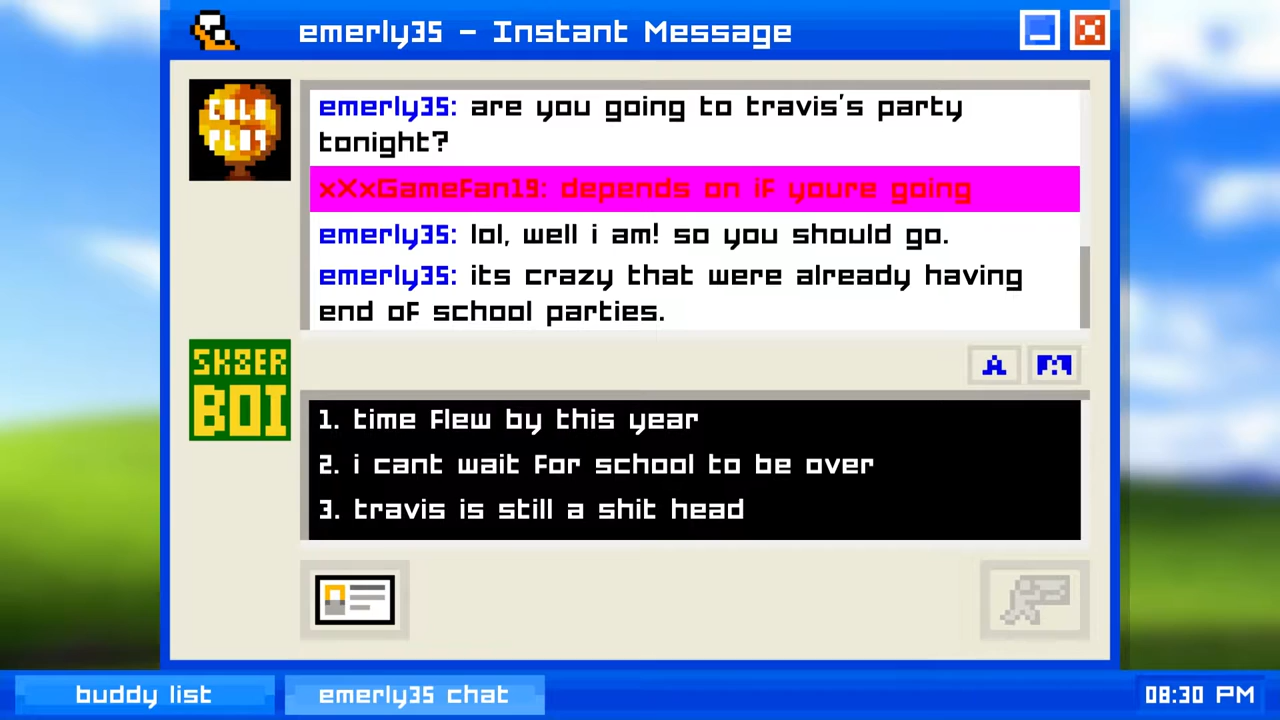 emerly35 - Instant Message
COLD
PLAY
emerly35: are you going to travis's party
tonight?
xXxGameFan19: depends on if youre going
emerly35: lol, well i am! so you should go.
emerly35: its crazy that were already having
end of school parties.
A
SK8ER
BOI
1. time flew by this year
2. i cant wait for school to be over
3. travis is still a shit head
buddy list
emerly35 chat
08:30 PM